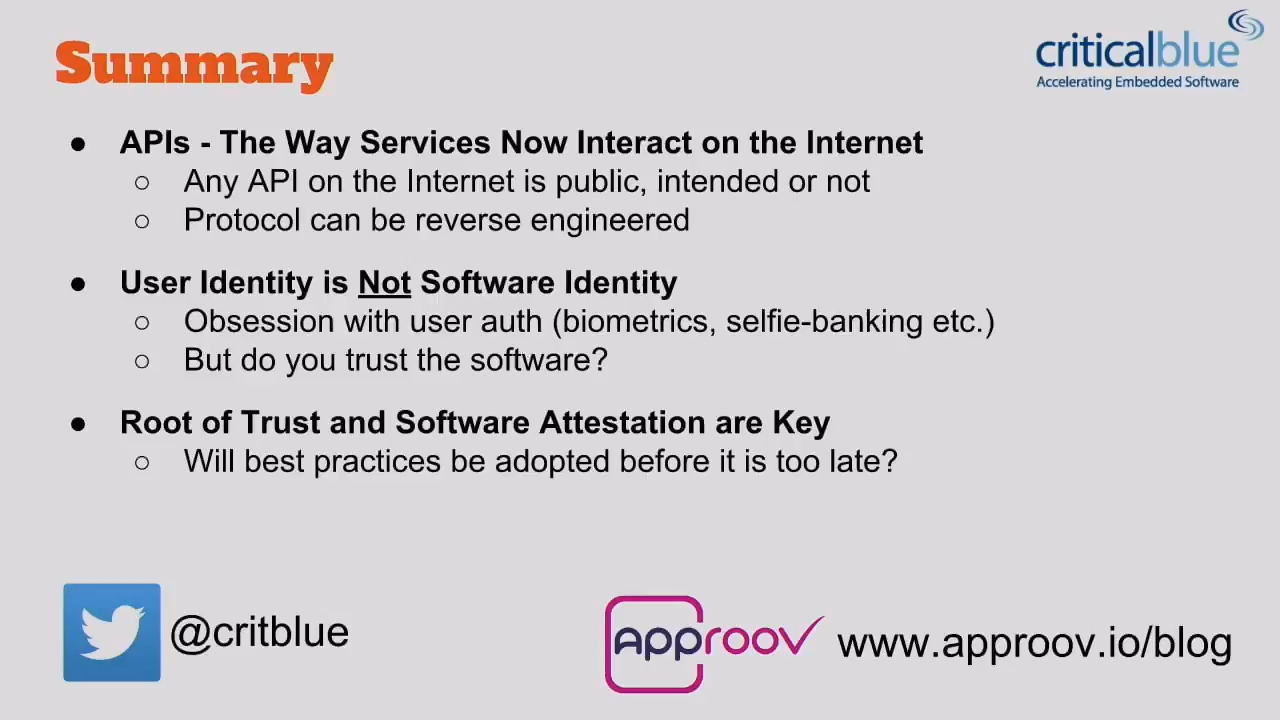 Summary
criticalblue
Accelerating Embedded Software
● APIs - The Way Services Now Interact on the Internet
○ Any API on the Internet is public, intended or not
○ Protocol can be reverse engineered
● User Identity is Not Software Identity
○ Obsession with user auth (biometrics, selfie-banking etc.)
○ But do you trust the software?
● Root of Trust and Software Attestation are Key
○ Will best practices be adopted before it is too late?
@critblue
approov
www.approov.io/blog